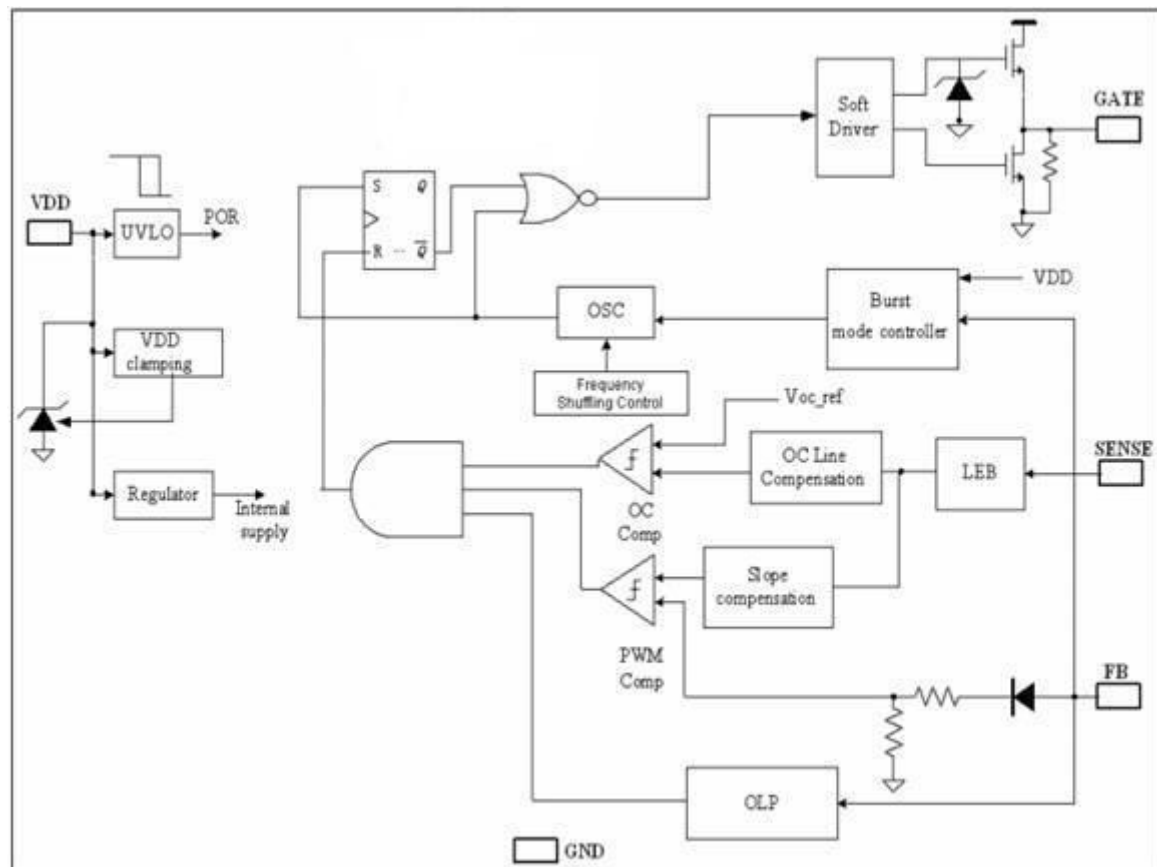 Soft
Driver
GATE
S Q
R -- Q
VDD
UVLO
POR
VDD
clamping
Regulator
Internal
supply
OSC
Frequency
Shuffling Control
Burst
mode controller
VDD
Voc_ref
OC Line
Compensation
LEB
SENSE
OC
Comp
Slope
compensation
PWM
Comp
FB
OLP
GND